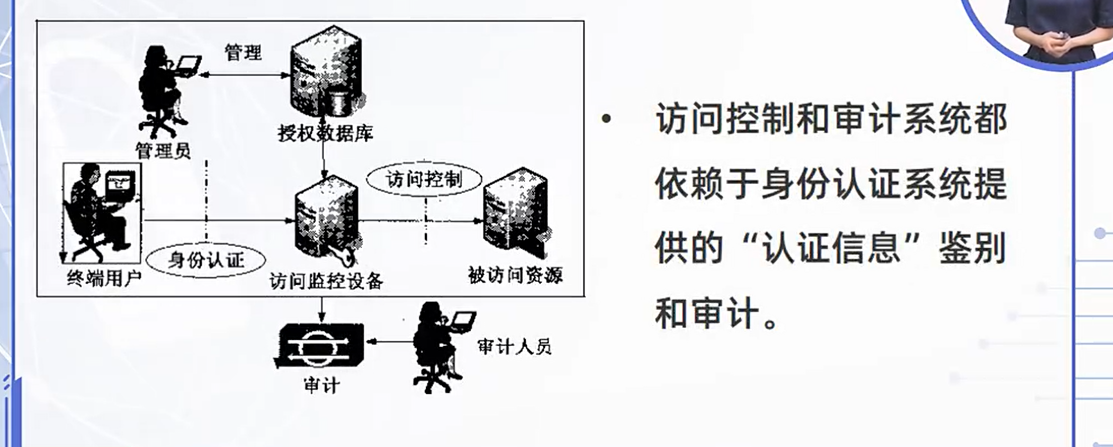 管理
授权数据库
管理员
访问控制
身份认证
终端用户
访问监控设备
被访问资源
审计人员
审计
• 访问控制和审计系统都
依赖于身份认证系统提
供的“认证信息”鉴别
和审计。